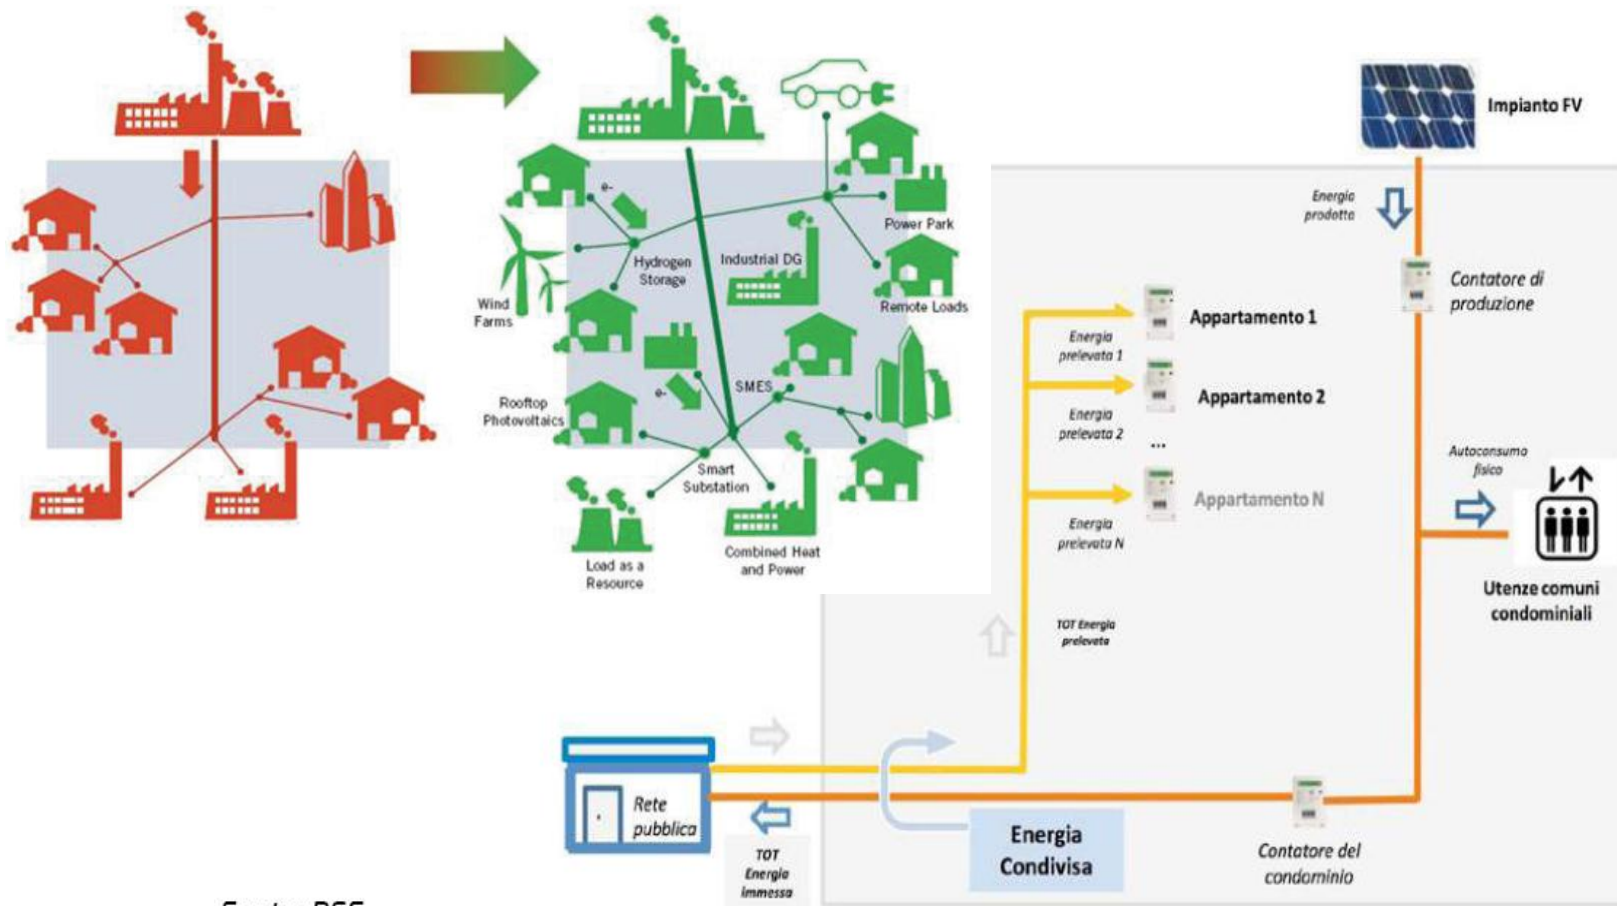 e-
Power Park
Hydrogen
Storage
Industrial DG
Wind
Farms
Remote Loads
SMES
e-
Rooftop
Photovoltaics
Smart
Substation
Load as a
Resource
Combined Heat
and Power
Impianto FV
Energia
prodotta
Contatore di
produzione
Energia
prelevata 1
Appartamento 1
Energia
prelevata 2
Appartamento 2
...
Energia
prelevata N
Appartamento N
Autoconsumo
fisico
Utenze comuni
condominiali
TOT Energia
prelevata
Rete
pubblica
TOT
Energia
immessa
Energia
Condivisa
Contatore del
condominio